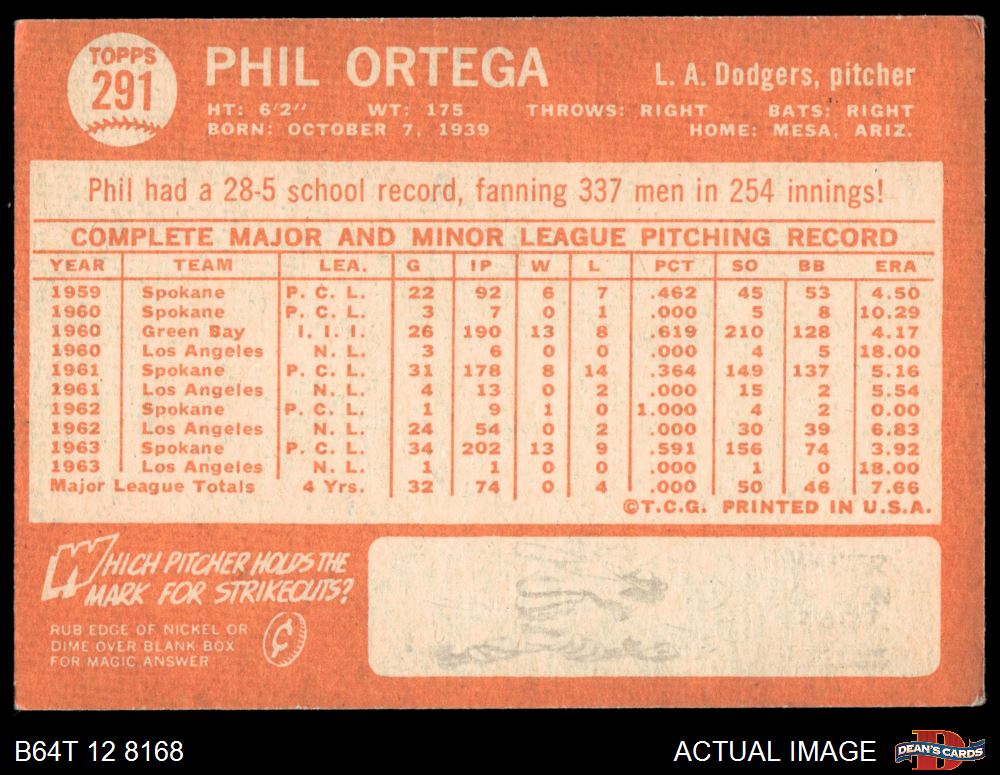 TOPPS
291
PHIL ORTEGA
L. A. Dodgers, pitcher
HT: 6'2" WT: 175 THROWS: RIGHT BATS: RIGHT
BORN: OCTOBER 7, 1939 HOME: MESA, ARIZ.
Phil had a 28-5 school record, fanning 337 men in 254 innings!
COMPLETE MAJOR AND MINOR LEAGUE PITCHING RECORD
YEAR TEAM LEA. G IP W L PCT SO BB ERA
1959 Spokane P. C. L. 22 92 6 7 .462 45 53 4.50
1960 Spokane P. C. L. 3 7 0 1 .000 5 8 10.29
1960 Green Bay I. I. I. 26 190 13 8 .619 210 128 4.17
1960 Los Angeles N. L. 3 6 0 0 .000 4 5 18.00
1961 Spokane P. C. L. 31 178 8 14 .364 149 137 5.16
1961 Los Angeles N. L. 4 13 0 2 .000 15 2 5.54
1962 Spokane P. C. L. 1 9 1 0 1.000 4 2 0.00
1962 Los Angeles N. L. 24 54 0 2 .000 30 39 6.83
1963 Spokane P. C. L. 34 202 13 9 .591 156 74 3.92
1963 Los Angeles N. L. 1 1 0 0 .000 1 0 18.00
Major League Totals 4 Yrs. 32 74 0 4 .000 50 46 7.66
©T.C.G. PRINTED IN U.S.A.
WHICH PITCHER HOLDS THE
MARK FOR STRIKEOUTS?
RUB EDGE OF NICKEL OR
DIME OVER BLANK BOX
FOR MAGIC ANSWER
¢
B64T 12 8168
ACTUAL IMAGE
D
DEAN'S CARDS